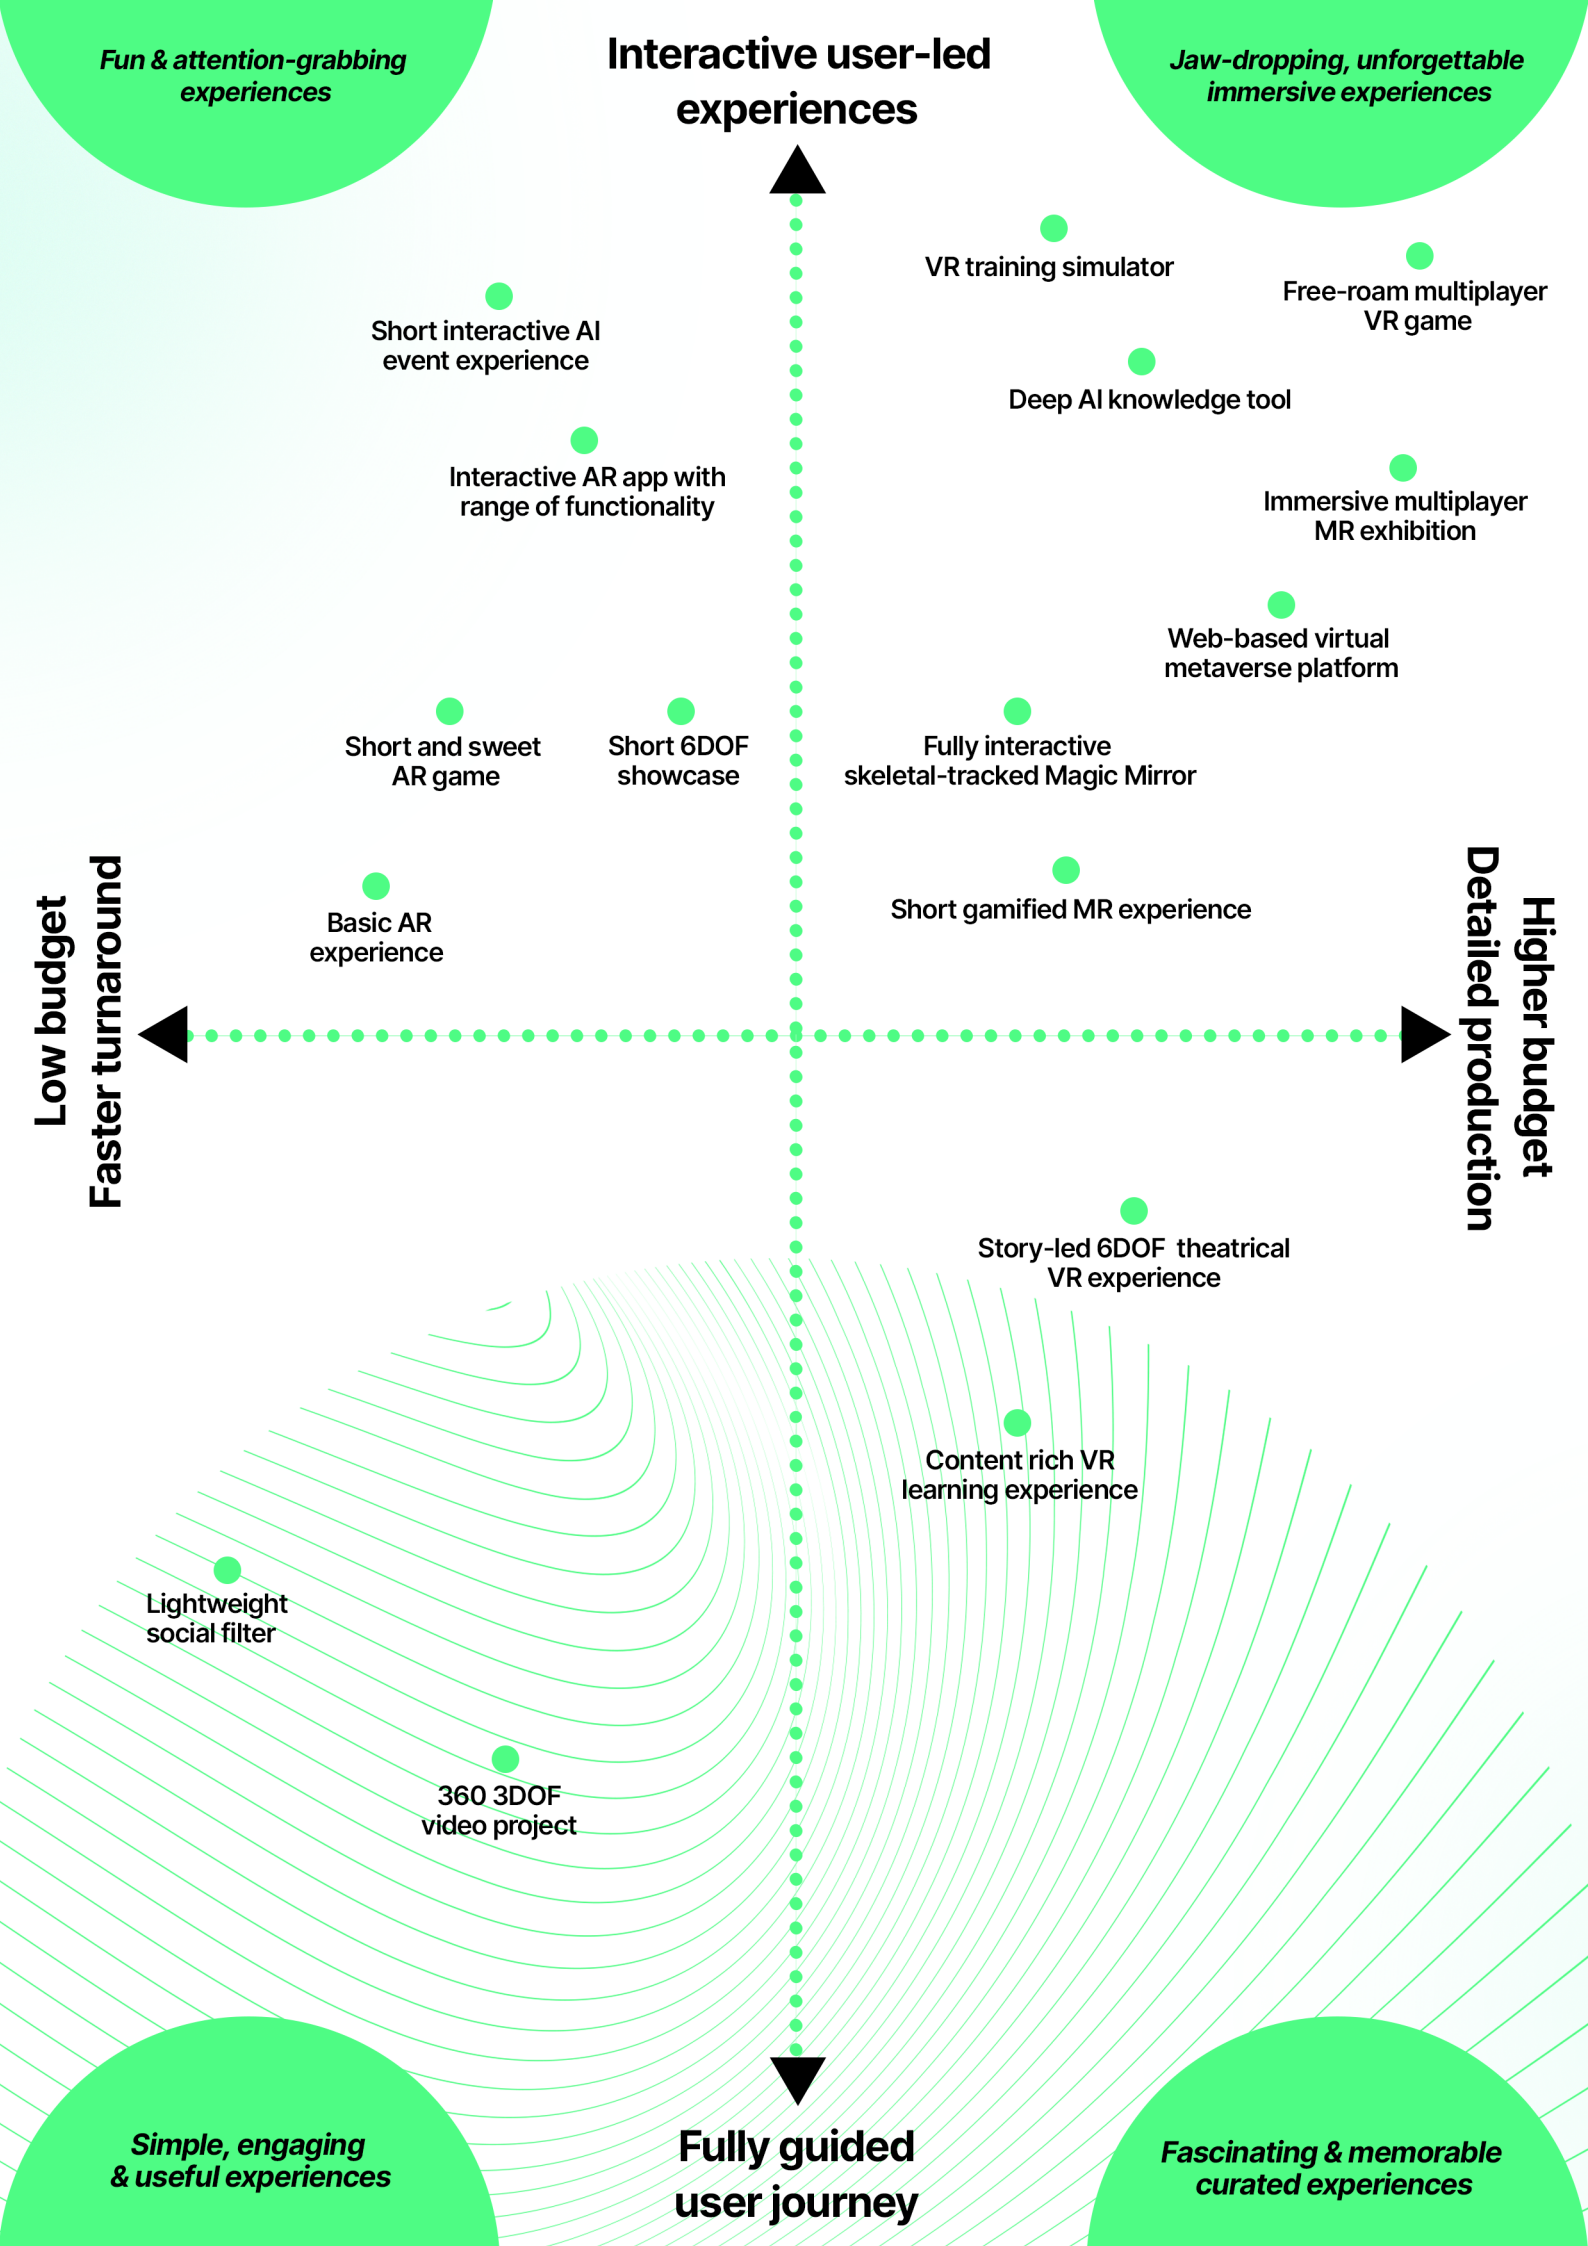 Fun & attention-grabbing
experiences
Interactive user-led
experiences
Jaw-dropping, unforgettable
immersive experiences
VR training simulator
Free-roam multiplayer
VR game
Short interactive AI
event experience
Deep AI knowledge tool
Interactive AR app with
range of functionality
Immersive multiplayer
MR exhibition
Web-based virtual
metaverse platform
Short and sweet
AR game
Short 6DOF
showcase
Fully interactive
skeletal-tracked Magic Mirror
Basic AR
experience
Short gamified MR experience
Low budget
Faster turnaround
Higher budget
Detailed production
Story-led 6DOF  theatrical
VR experience
Content rich VR
learning experience
Lightweight
social filter
360 3DOF
video project
Simple, engaging
& useful experiences
Fully guided
user journey
Fascinating & memorable
curated experiences